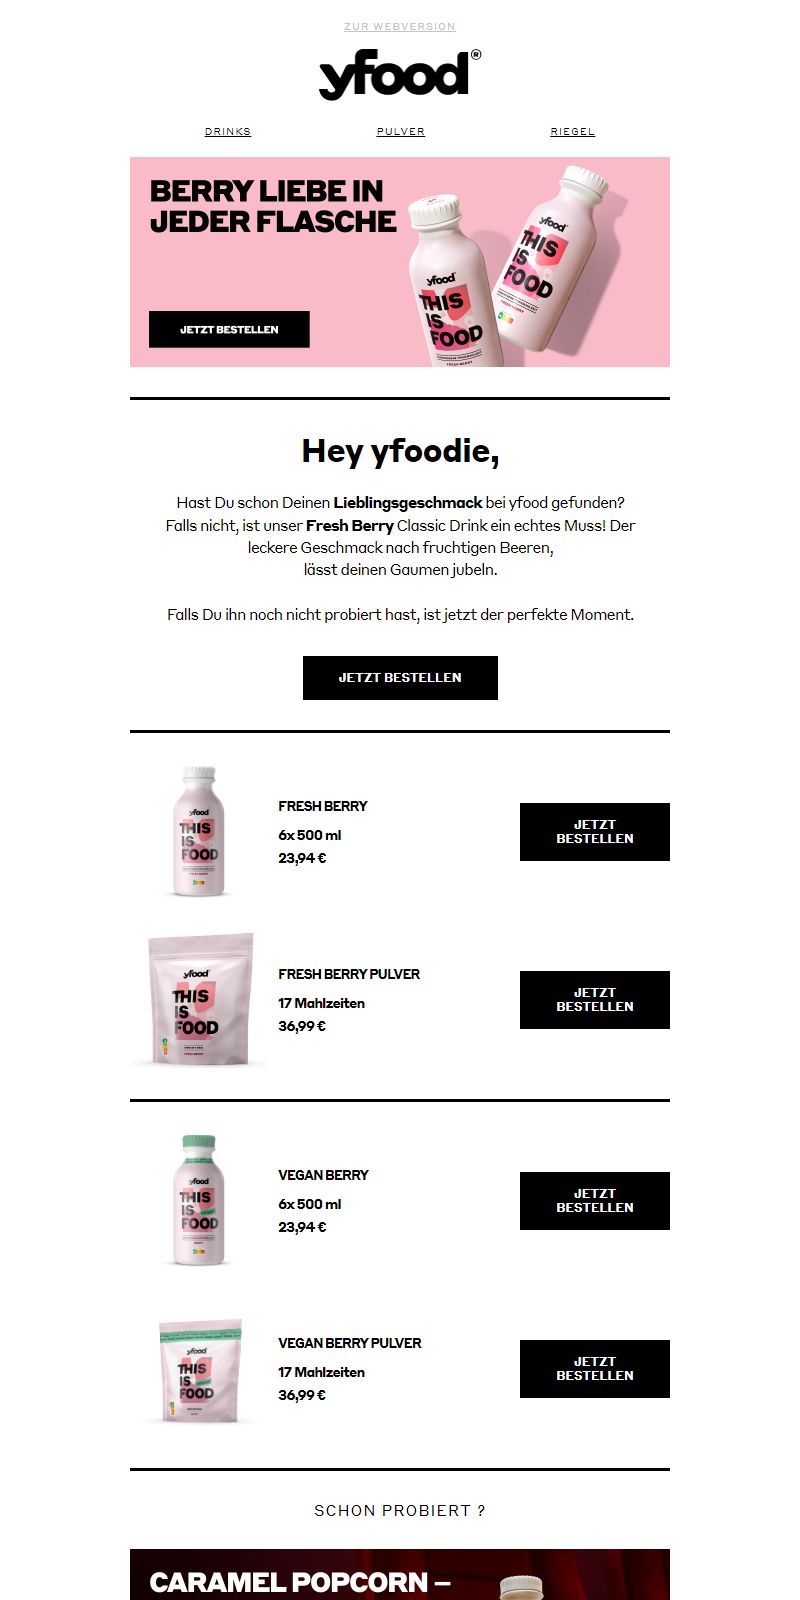 ZUR WEBVERSION
yfood®
DRINKS
PULVER
RIEGEL
BERRY LIEBE IN
JEDER FLASCHE
JETZT BESTELLEN
yfood
THIS
IS
FOOD
FRESH BERRY
yfood
THIS
IS
FOOD
FRESH BERRY
Hey yfoodie,
Hast Du schon Deinen Lieblingsgeschmack bei yfood gefunden?
Falls nicht, ist unser Fresh Berry Classic Drink ein echtes Muss! Der
leckere Geschmack nach fruchtigen Beeren,
lässt deinen Gaumen jubeln.
Falls Du ihn noch nicht probiert hast, ist jetzt der perfekte Moment.
JETZT BESTELLEN
yfood
THIS
IS
FOOD
FRESH BERRY
6x 500 ml
23,94 €
JETZT
BESTELLEN
yfood
THIS
IS
FOOD
FRESH BERRY PULVER
17 Mahlzeiten
36,99 €
JETZT
BESTELLEN
yfood
THIS
IS
VEGAN
FOOD
VEGAN BERRY
6x 500 ml
23,94 €
JETZT
BESTELLEN
yfood
THIS
IS
FOOD
VEGAN BERRY PULVER
17 Mahlzeiten
36,99 €
JETZT
BESTELLEN
SCHON PROBIERT ?
CARAMEL POPCORN –